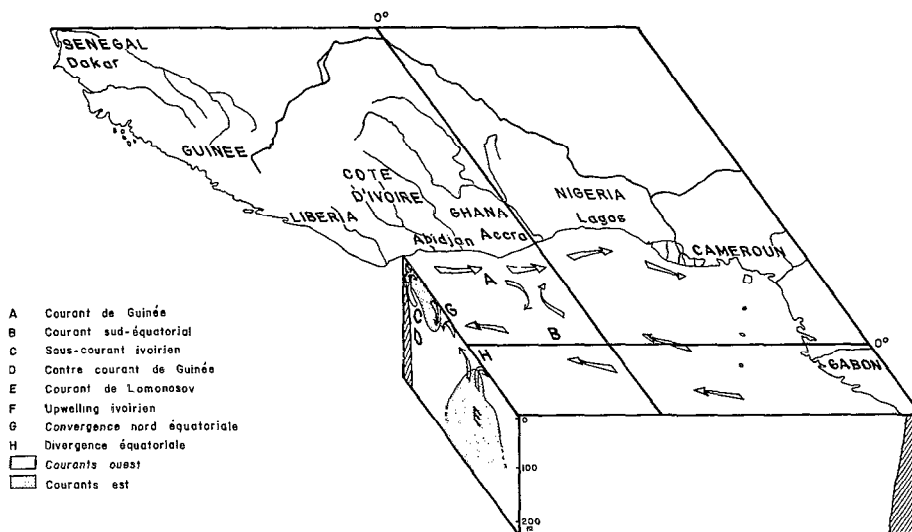 0°
SENEGAL
Dakar
GUINEE
COTE
D'IVOIRE
LIBERIA
GHANA
NIGERIA
Lagos
Abidjan
Accra
CAMEROUN
A
C
G
D
B
H
0°
GABON
E
0
100
200
A Courant de Guinée
B Courant sud-équatorial
C Sous-courant ivoirien
D Contre courant de Guinée
E Courant de Lomonosov
F Upwelling ivoirien
G Convergence nord équatoriale
H Divergence équatoriale
Courants ouest
Courants est